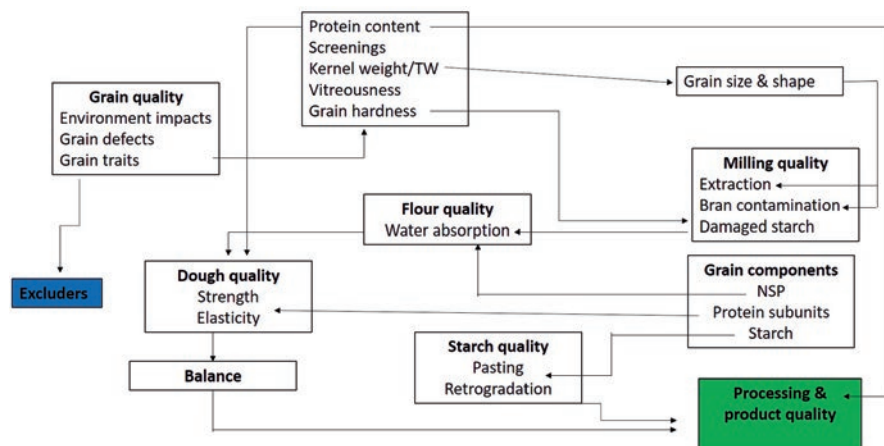 Protein content
Screenings
Kernel weight/TW
Vitreousness
Grain hardness
Grain size & shape
Grain quality
Environment impacts
Grain defects
Grain traits
Milling quality
Extraction
Bran contamination
Damaged starch
Flour quality
Water absorption
Excluders
Dough quality
Strength
Elasticity
Grain components
NSP
Protein subunits
Starch
Starch quality
Pasting
Retrogradation
Balance
Processing &
product quality